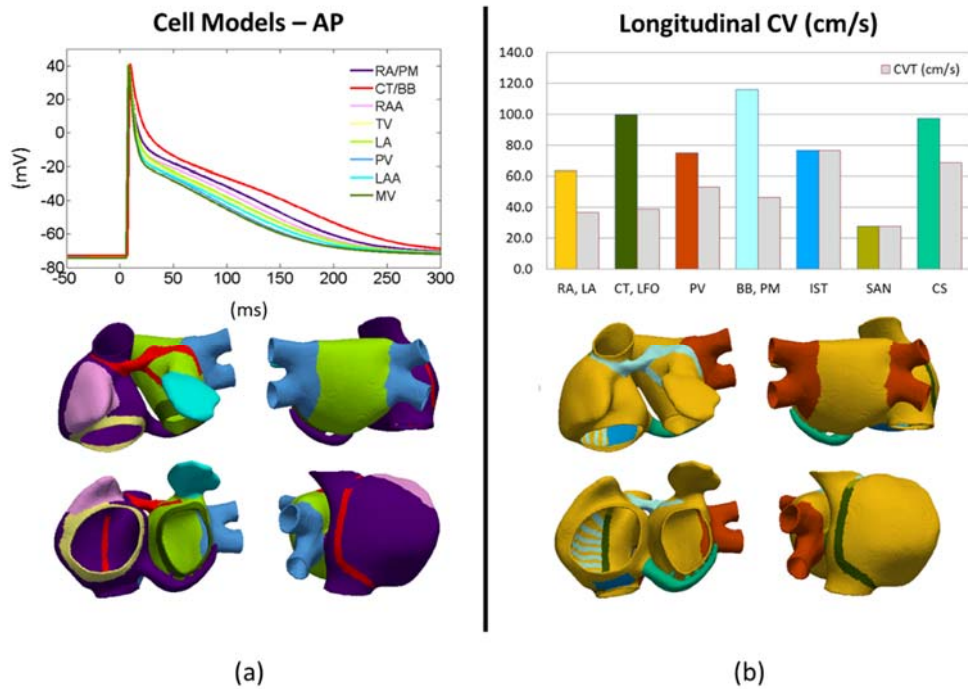 Cell Models – AP
40
20
0
-20
-40
-60
-80
(mV)
-50
0
50
100
150
200
250
300
(ms)
RA/PM
CT/BB
RAA
TV
LA
PV
LAA
MV
(a)
Longitudinal CV (cm/s)
140.0
120.0
100.0
80.0
60.0
40.0
20.0
0.0
CVT (cm/s)
RA, LA
CT, LFO
PV
BB, PM
IST
SAN
CS
(b)